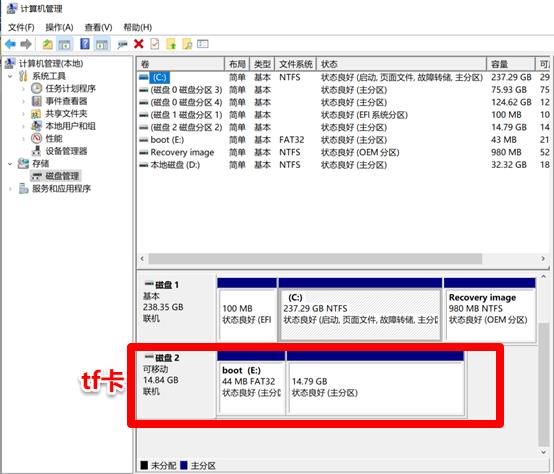 计算机管理
文件(F) 操作(A) 查看(V) 帮助(H)
计算机管理(本地)
系统工具
任务计划程序
事件查看器
共享文件夹
本地用户和组
性能
设备管理器
存储
磁盘管理
服务和应用程序
卷 布局 类型 文件系统 状态 容量 可
(C:) 简单 基本 NTFS 状态良好 (启动, 页面文件, 故障转储, 主分区) 237.29 GB 29
(磁盘 0 磁盘分区 3) 简单 基本 状态良好 (主分区) 75.93 GB 75
(磁盘 0 磁盘分区 4) 简单 基本 状态良好 (主分区) 124.62 GB 12
(磁盘 1 磁盘分区 1) 简单 基本 状态良好 (EFI 系统分区) 100 MB 10
(磁盘 2 磁盘分区 2) 简单 基本 状态良好 (主分区) 14.79 GB 14
boot (E:) 简单 基本 FAT32 状态良好 (主分区) 43 MB 21
Recovery image 简单 基本 NTFS 状态良好 (OEM 分区) 980 MB 52
本地磁盘 (D:) 简单 基本 NTFS 状态良好 (主分区) 32.32 GB 18
磁盘 1
基本
238.35 GB
联机
100 MB
状态良好 (EFI
(C:)
237.29 GB NTFS
状态良好 (启动, 页面文件, 故障转储, 主分区
Recovery image
980 MB NTFS
状态良好 (OEM 分区)
tf卡
磁盘 2
可移动
14.84 GB
联机
boot (E:)
44 MB FAT32
状态良好 (主分区
14.79 GB
状态良好 (主分区)
未分配 主分区